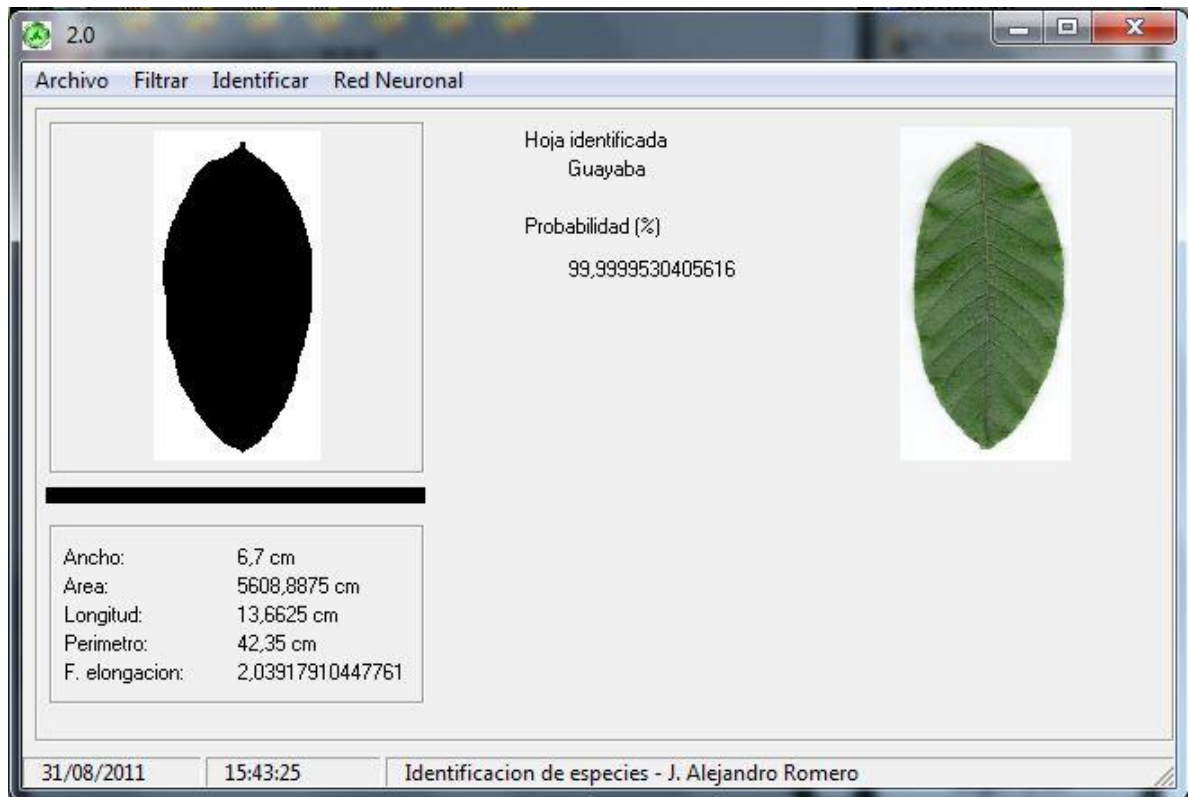 2.0
Archivo Filtrar Identificar Red Neuronal
Hoja identificada
Guayaba
Probabilidad (%)
99,9999530405616
Ancho: 6,7 cm
Area: 5608,8875 cm
Longitud: 13,6625 cm
Perimetro: 42,35 cm
F. elongacion: 2,03917910447761
31/08/2011 15:43:25 Identificacion de especies - J. Alejandro Romero